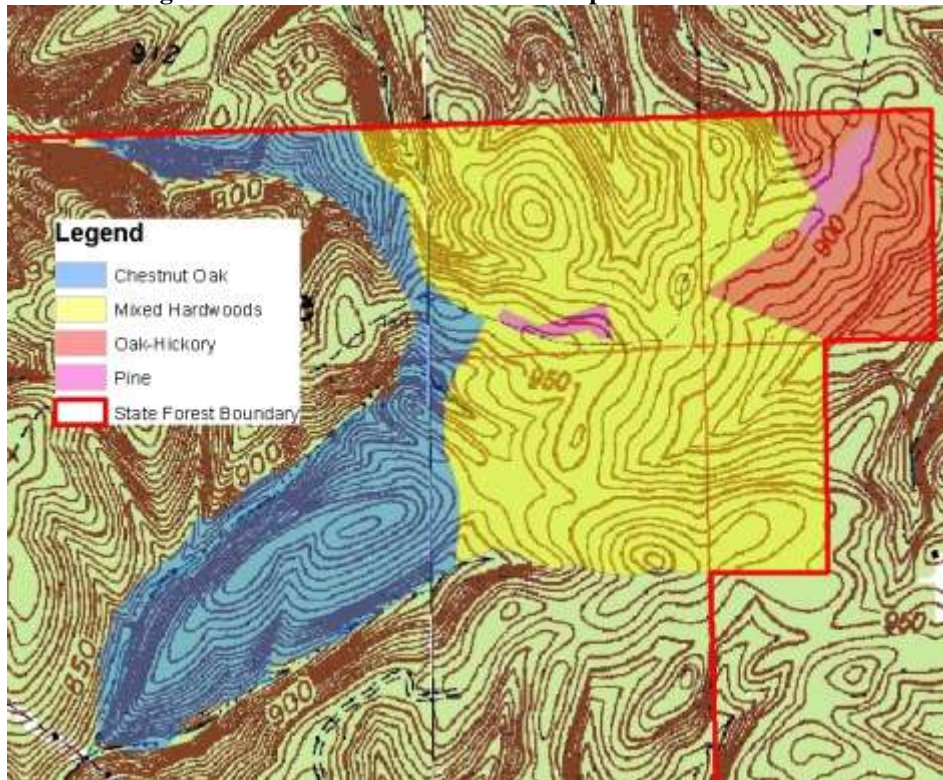 912
850
800
Legend
Chestnut Oak
Mixed Hardwoods
Oak-Hickory
Pine
State Forest Boundary
900
950
900
850
900
950